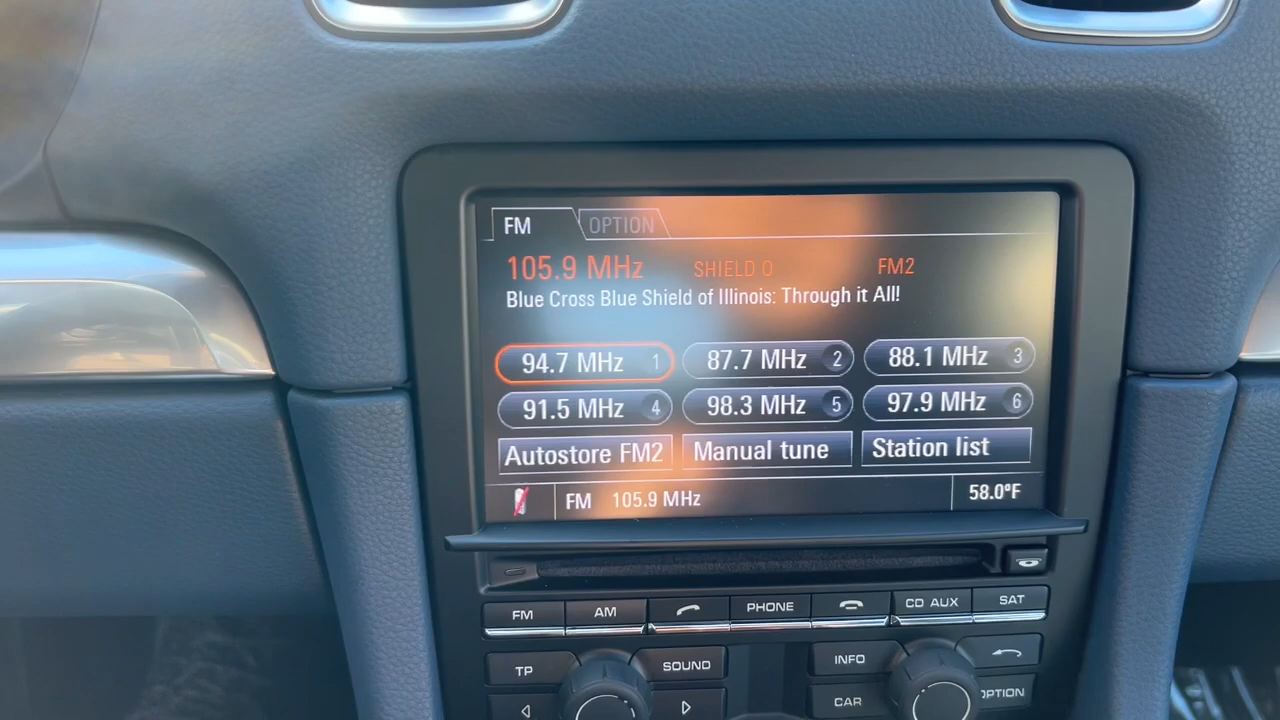 FM OPTION
105.9 MHz SHIELD O FM2
Blue Cross Blue Shield of Illinois: Through it All!
94.7 MHz 1 87.7 MHz 2 88.1 MHz 3
91.5 MHz 4 98.3 MHz 5 97.9 MHz 6
Autostore FM2 Manual tune Station list
FM 105.9 MHz 58.0°F
FM AM PHONE CD AUX SAT
TP SOUND INFO
CAR OPTION